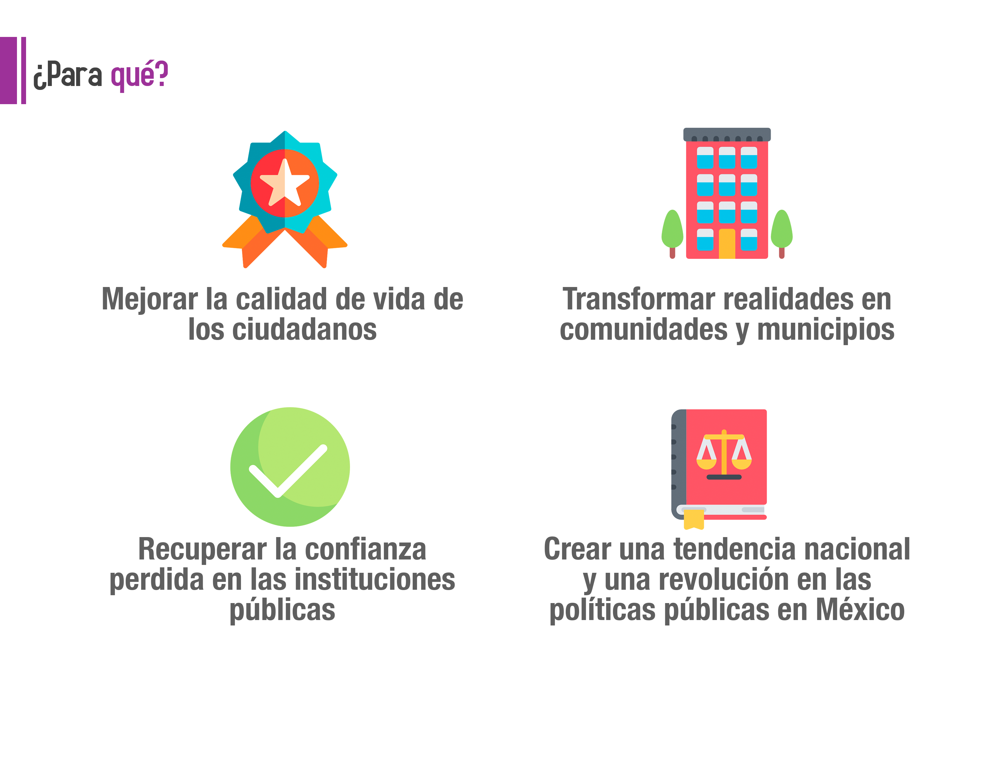 ¿Para qué?
Mejorar la calidad de vida de
los ciudadanos
Transformar realidades en
comunidades y municipios
Recuperar la confianza
perdida en las instituciones
públicas
Crear una tendencia nacional
y una revolución en las
políticas públicas en México